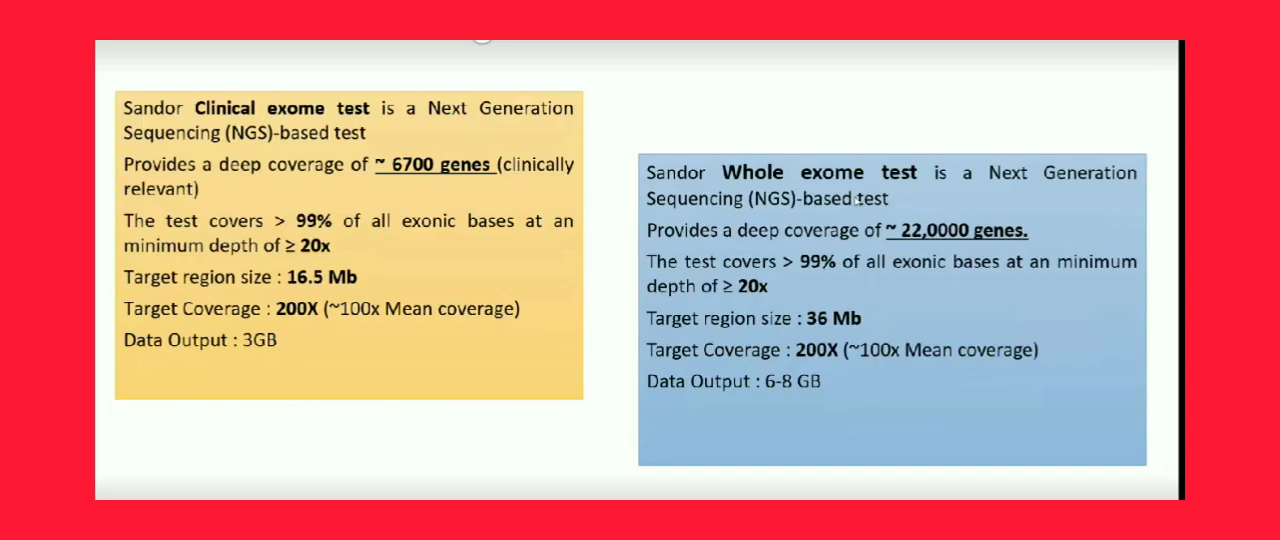 Sandor Clinical exome test is a Next Generation
Sequencing (NGS)-based test
Provides a deep coverage of ~ 6700 genes (clinically
relevant)
The test covers > 99% of all exonic bases at an
minimum depth of ≥ 20x
Target region size : 16.5 Mb
Target Coverage : 200X (~100x Mean coverage)
Data Output : 3GB
Sandor Whole exome test is a Next Generation
Sequencing (NGS)-based test
Provides a deep coverage of ~ 22,0000 genes.
The test covers > 99% of all exonic bases at an minimum
depth of ≥ 20x
Target region size : 36 Mb
Target Coverage : 200X (~100x Mean coverage)
Data Output : 6-8 GB